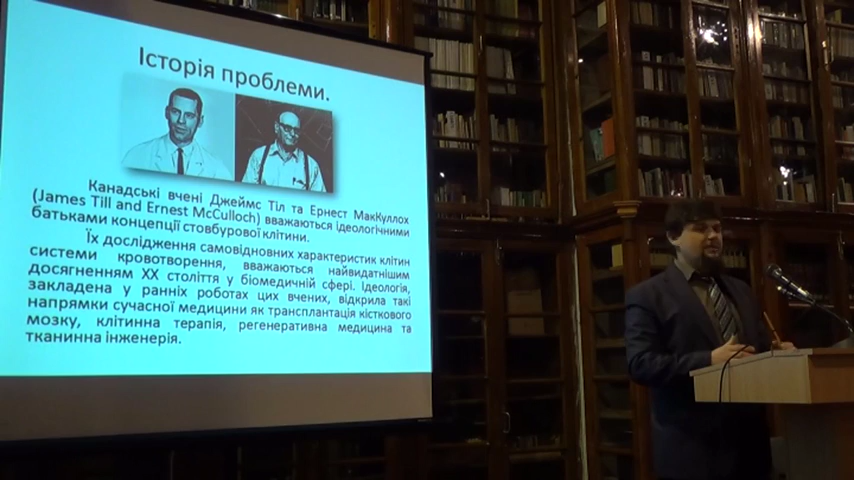 Історія проблеми.
Канадські вчені Джеймс Тіл та Ернест МакКуллох
(James Till and Ernest McCulloch) вважаються ідеологічними
батьками концепції стовбурової клітини.
Їх дослідження самовідновних характеристик клітин
системи кровотворення, вважаються найвидатнішим
досягненням ХХ століття у біомедичній сфері. Ідеологія,
закладена у ранніх роботах цих вчених, відкрила такі
напрямки сучасної медицини як трансплантація кісткового
мозку, клітинна терапія, регенеративна медицина та
тканинна інженерія.